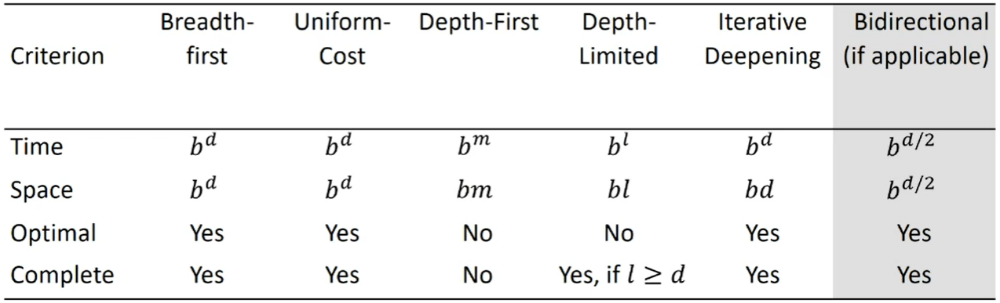 Breadth- Uniform- Depth-First Depth- Iterative Bidirectional
Criterion first Cost Limited Deepening (if applicable)
Time b^d b^d b^m b^l b^d b^{d/2}
Space b^d b^d bm bl bd b^{d/2}
Optimal Yes Yes No No Yes Yes
Complete Yes Yes No Yes, if l ≥ d Yes Yes